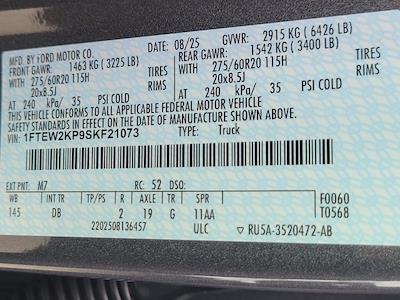 MFD. BY FORD MOTOR CO. DATE: 08/25 GVWR: 2915 KG ( 6426 LB)
FRONT GAWR: 1463 KG ( 3225 LB) REAR GAWR: 1542 KG ( 3400 LB)
275/60R20 115H TIRES 275/60R20 115H TIRES
20x8.5J RIMS 20x8.5J RIMS
AT 240 kPa/ 35 PSI COLD AT 240 kPa/ 35 PSI COLD
THIS VEHICLE CONFORMS TO ALL APPLICABLE FEDERAL MOTOR VEHICLE
SAFETY STANDARDS IN EFFECT ON THE DATE OF MANUFACTURE SHOWN ABOVE.
VIN: 1FTEW2KP9SKF21073 TYPE: Truck
EXT PNT: M7 RC: 52 DSO:
WB INT TR TP/PS R AXLE TR SPR F0060
145 DB 2 19 G 11AA T0568
2202508136457 ULC ▽ RU5A-3520472-AB